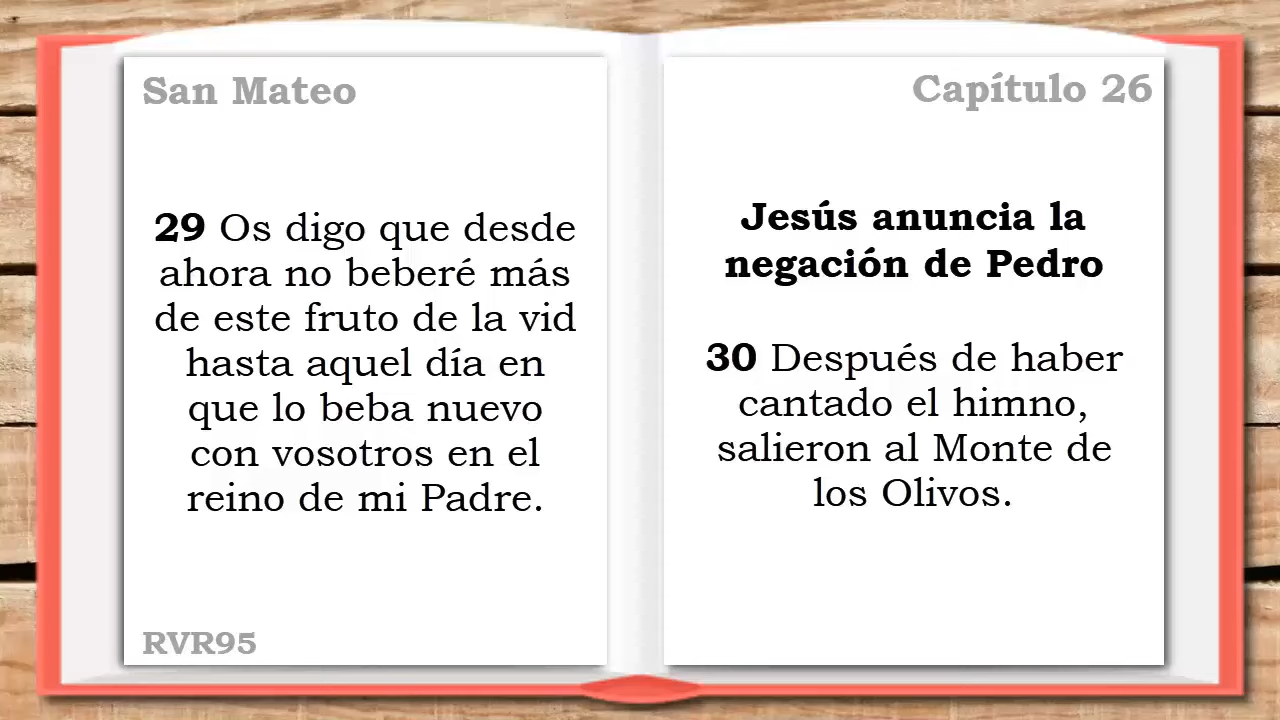 San Mateo
29 Os digo que desde
ahora no beberé más
de este fruto de la vid
hasta aquel día en
que lo beba nuevo
con vosotros en el
reino de mi Padre.
RVR95
Capítulo 26
Jesús anuncia la
negación de Pedro
30 Después de haber
cantado el himno,
salieron al Monte de
los Olivos.